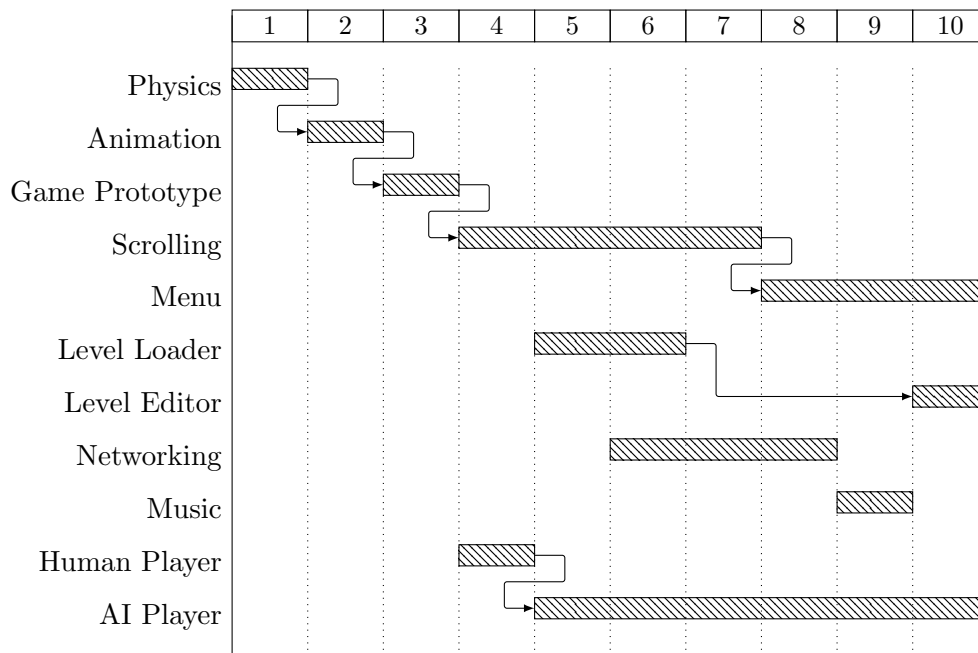 1 2 3 4 5 6 7 8 9 10
Physics
Animation
Game Prototype
Scrolling
Menu
Level Loader
Level Editor
Networking
Music
Human Player
AI Player